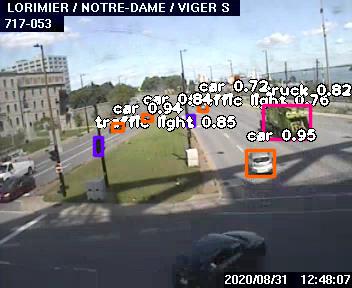 LORIMIER / NOTRE-DAME / VIGER S
717-053
car 0.72
truck 0.82
car 0.84
traffic light 0.76
car 0.94
traffic light 0.85
car 0.95
2020/08/31 12:48:07